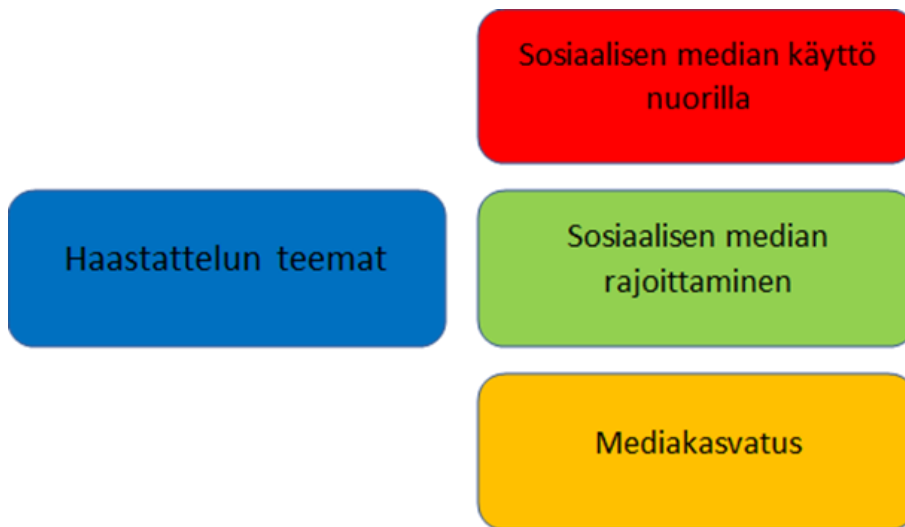 Haastattelun teemat
Sosiaalisen median käyttö
nuorilla
Sosiaalisen median
rajoittaminen
Mediakasvatus